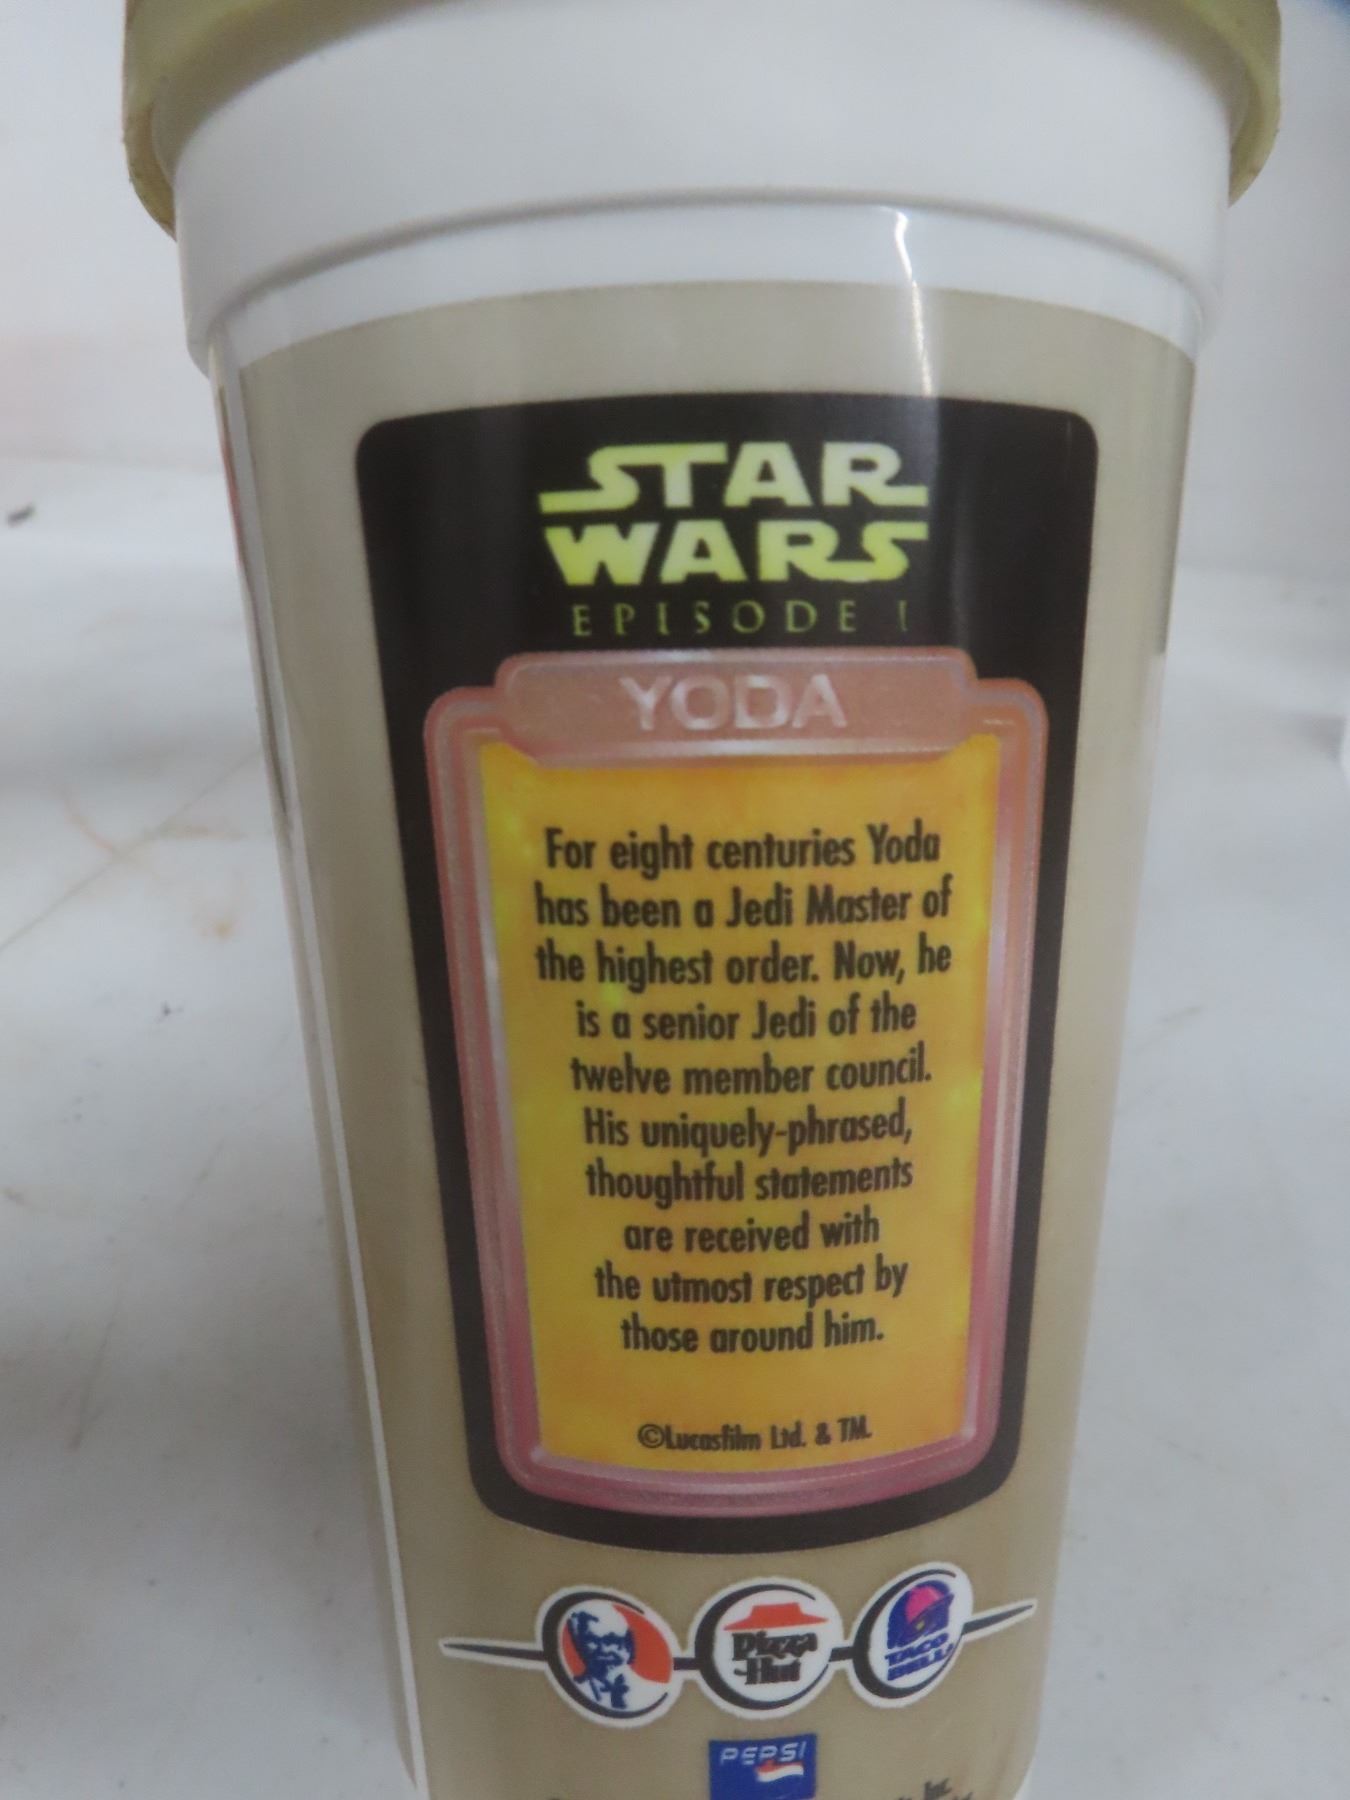 STAR
WARS
EPISODE I
YODA
For eight centuries Yoda
has been a Jedi Master of
the highest order. Now, he
is a senior Jedi of the
twelve member council.
His uniquely-phrased,
thoughtful statements
are received with
the utmost respect by
those around him.
©Lucasfilm Ltd. & TM.
Pizza
Hut
TACO
BELL
PEPSI
Inc.